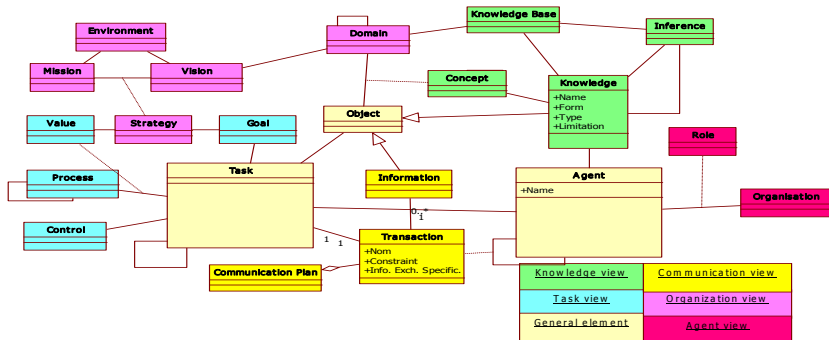 Knowledge Base
Environment
Domain
Inference
Mission
Vision
Concept
Knowledge
+Name
+Form
+Type
+Limitation
Object
Value
Strategy
Goal
Role
Task
Process
Information
Agent
+Name
Organisation
0..*
1
Control
1
1
Transaction
+Nom
+Constraint
+Info. Exch. Specific.
Communication Plan
Knowledge view
Communication view
Task view
Organization view
General element
Agent view